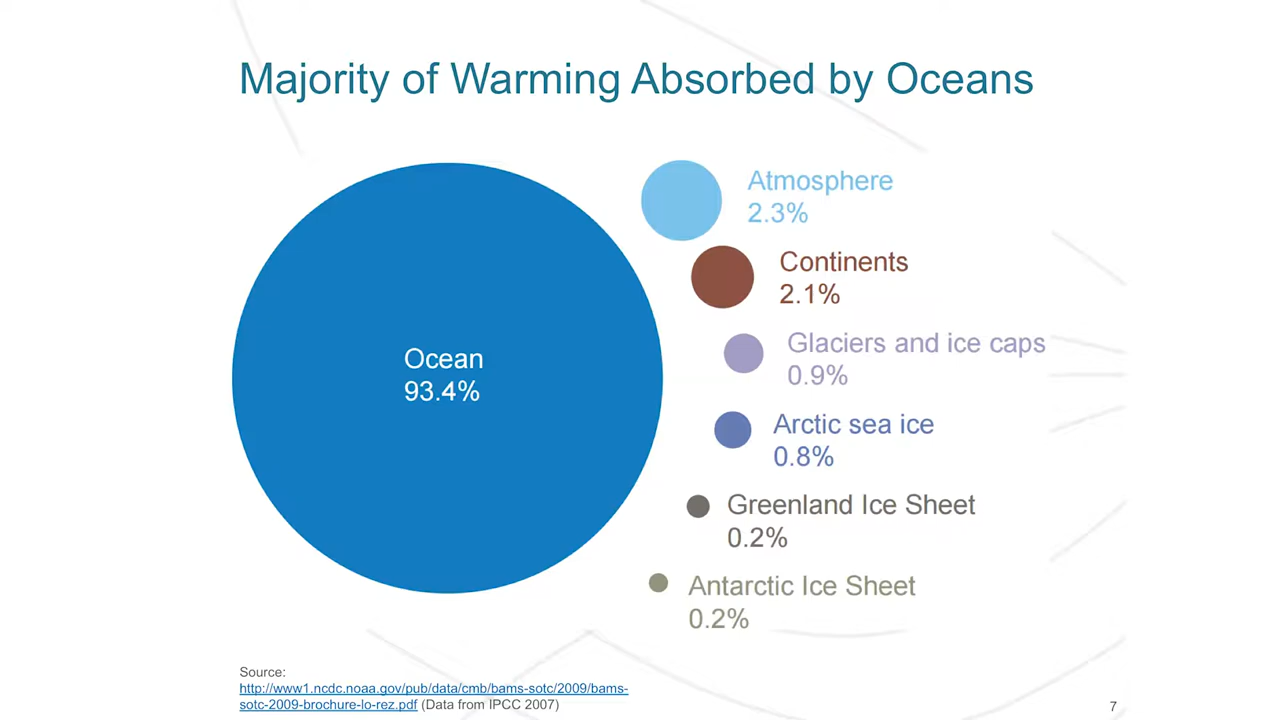 Majority of Warming Absorbed by Oceans
Ocean
93.4%
Atmosphere
2.3%
Continents
2.1%
Glaciers and ice caps
0.9%
Arctic sea ice
0.8%
Greenland Ice Sheet
0.2%
Antarctic Ice Sheet
0.2%
Source:
http://www1.ncdc.noaa.gov/pub/data/cmb/bams-sotc/2009/bams-
sotc-2009-brochure-lo-rez.pdf (Data from IPCC 2007)
7